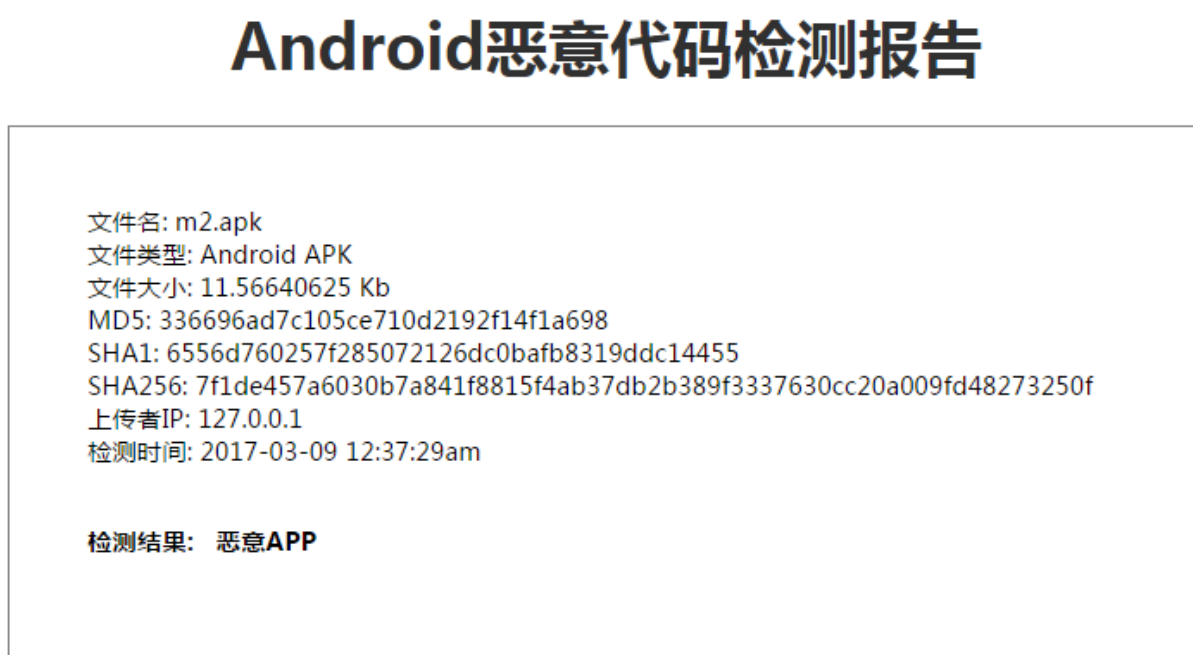 Android恶意代码检测报告
文件名: m2.apk
文件类型: Android APK
文件大小: 11.56640625 Kb
MD5: 336696ad7c105ce710d2192f14f1a698
SHA1: 6556d760257f285072126dc0bafb8319ddc14455
SHA256: 7f1de457a6030b7a841f8815f4ab37db2b389f3337630cc20a009fd48273250f
上传者IP: 127.0.0.1
检测时间: 2017-03-09 12:37:29am
检测结果: 恶意APP